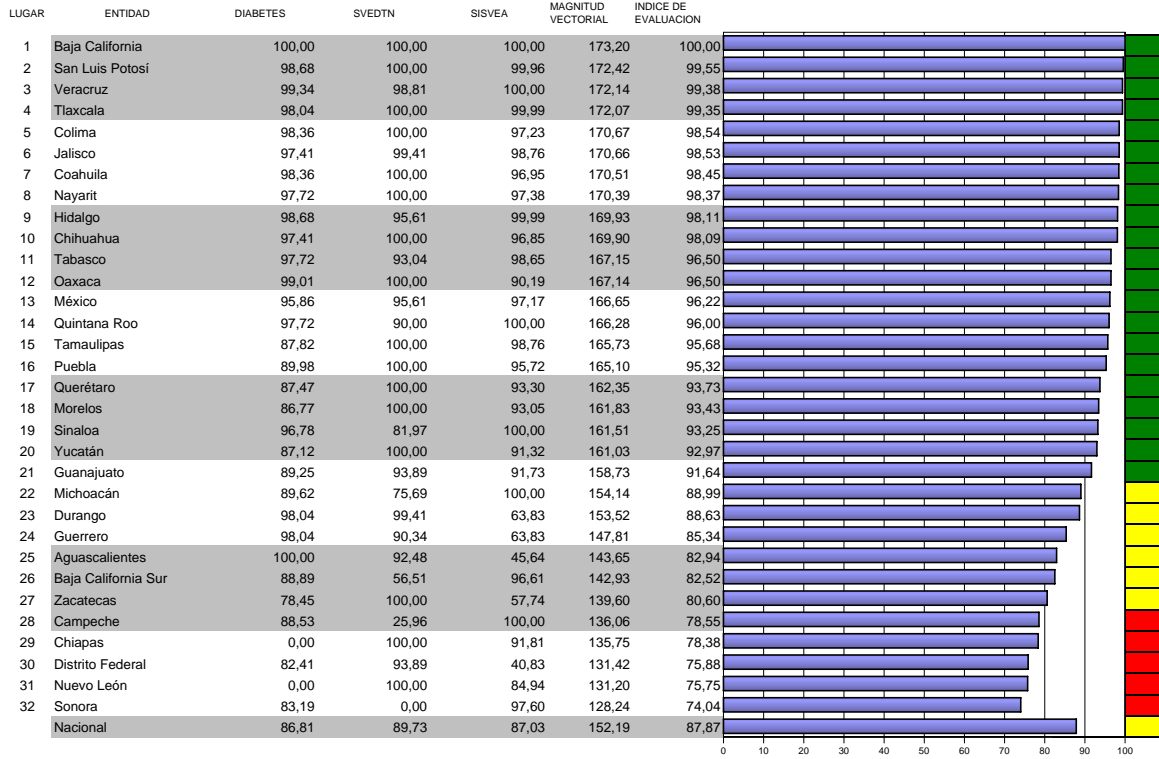 LUGAR ENTIDAD DIABETES SVEDTN SISVEA MAGNITUD VECTORIAL INDICE DE EVALUACION
1 Baja California 100,00 100,00 100,00 173,20 100,00
2 San Luis Potosí 98,68 100,00 99,96 172,42 99,55
3 Veracruz 99,34 98,81 100,00 172,14 99,38
4 Tlaxcala 98,04 100,00 99,99 172,07 99,35
5 Colima 98,36 100,00 97,23 170,67 98,54
6 Jalisco 97,41 99,41 98,76 170,66 98,53
7 Coahuila 98,36 100,00 96,95 170,51 98,45
8 Nayarit 97,72 100,00 97,38 170,39 98,37
9 Hidalgo 98,68 95,61 99,99 169,93 98,11
10 Chihuahua 97,41 100,00 96,85 169,90 98,09
11 Tabasco 97,72 93,04 98,65 167,15 96,50
12 Oaxaca 99,01 100,00 90,19 167,14 96,50
13 México 95,86 95,61 97,17 166,65 96,22
14 Quintana Roo 97,72 90,00 100,00 166,28 96,00
15 Tamaulipas 87,82 100,00 98,76 165,73 95,68
16 Puebla 89,98 100,00 95,72 165,10 95,32
17 Querétaro 87,47 100,00 93,30 162,35 93,73
18 Morelos 86,77 100,00 93,05 161,83 93,43
19 Sinaloa 96,78 81,97 100,00 161,51 93,25
20 Yucatán 87,12 100,00 91,32 161,03 92,97
21 Guanajuato 89,25 93,89 91,73 158,73 91,64
22 Michoacán 89,62 75,69 100,00 154,14 88,99
23 Durango 98,04 99,41 63,83 153,52 88,63
24 Guerrero 98,04 90,34 63,83 147,81 85,34
25 Aguascalientes 100,00 92,48 45,64 143,65 82,94
26 Baja California Sur 88,89 56,51 96,61 142,93 82,52
27 Zacatecas 78,45 100,00 57,74 139,60 80,60
28 Campeche 88,53 25,96 100,00 136,06 78,55
29 Chiapas 0,00 100,00 91,81 135,75 78,38
30 Distrito Federal 82,41 93,89 40,83 131,42 75,88
31 Nuevo León 0,00 100,00 84,94 131,20 75,75
32 Sonora 83,19 0,00 97,60 128,24 74,04
Nacional 86,81 89,73 87,03 152,19 87,87
0 10 20 30 40 50 60 70 80 90 100